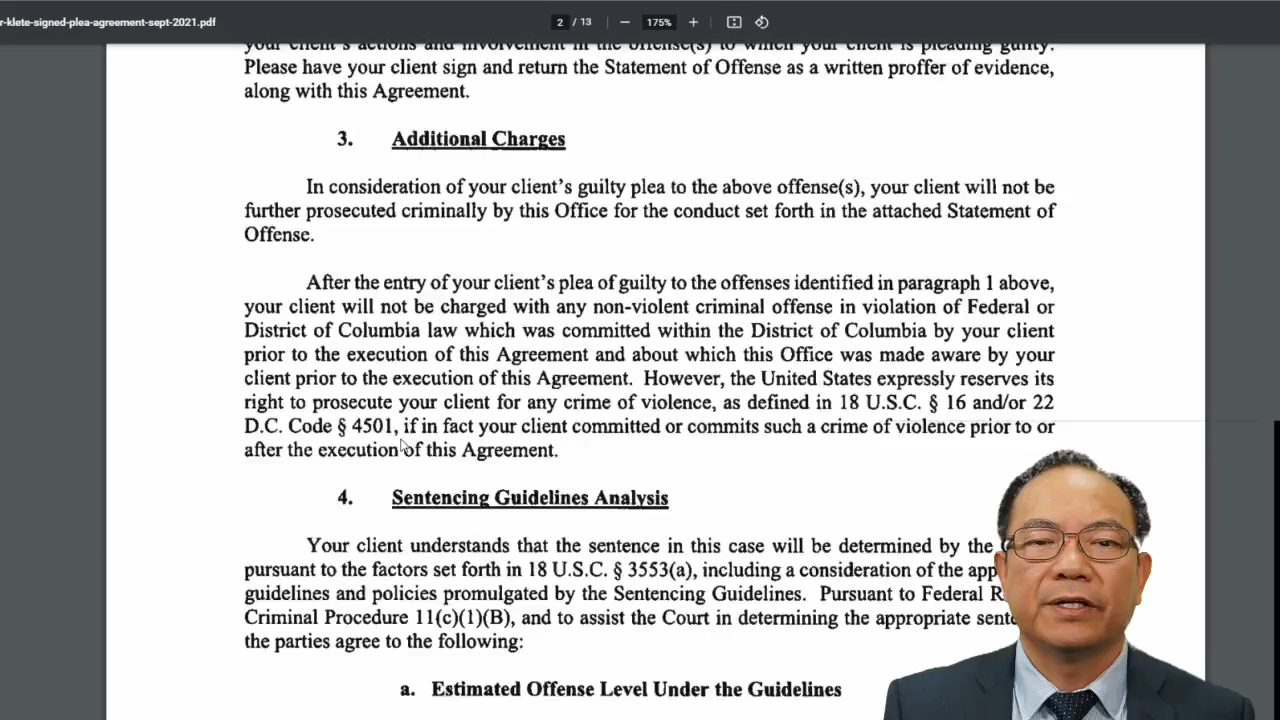 r-klete-signed-plea-agreement-sept-2021.pdf
2 / 13 | − 175% +
your client's actions and involvement in the offense(s) to which your client is pleading guilty.
Please have your client sign and return the Statement of Offense as a written proffer of evidence,
along with this Agreement.
3. Additional Charges
In consideration of your client's guilty plea to the above offense(s), your client will not be
further prosecuted criminally by this Office for the conduct set forth in the attached Statement of
Offense.
After the entry of your client's plea of guilty to the offenses identified in paragraph 1 above,
your client will not be charged with any non-violent criminal offense in violation of Federal or
District of Columbia law which was committed within the District of Columbia by your client
prior to the execution of this Agreement and about which this Office was made aware by your
client prior to the execution of this Agreement. However, the United States expressly reserves its
right to prosecute your client for any crime of violence, as defined in 18 U.S.C. § 16 and/or 22
D.C. Code § 4501, if in fact your client committed or commits such a crime of violence prior to or
after the execution of this Agreement.
4. Sentencing Guidelines Analysis
Your client understands that the sentence in this case will be determined by the
pursuant to the factors set forth in 18 U.S.C. § 3553(a), including a consideration of the
guidelines and policies promulgated by the Sentencing Guidelines. Pursuant to Federal
Criminal Procedure 11(c)(1)(B), and to assist the Court in determining the appropriate
the parties agree to the following:
a. Estimated Offense Level Under the Guidelines